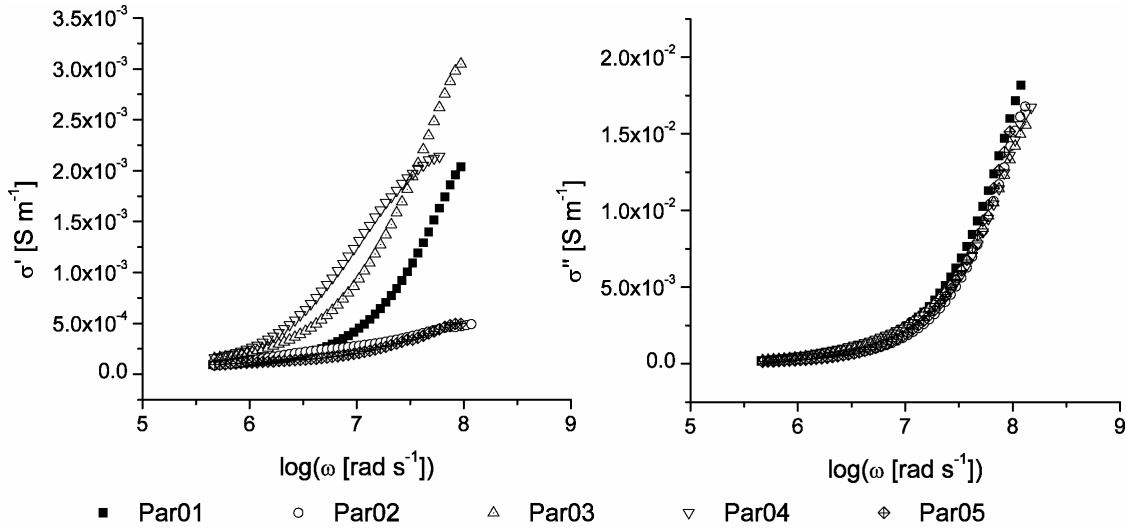 3.5x10⁻³
3.0x10⁻³
2.5x10⁻³
2.0x10⁻³
1.5x10⁻³
1.0x10⁻³
5.0x10⁻⁴
0.0
σ' [S m⁻¹]
5 6 7 8 9
log(ω [rad s⁻¹])
2.0x10⁻²
1.5x10⁻²
1.0x10⁻²
5.0x10⁻³
0.0
σ'' [S m⁻¹]
5 6 7 8 9
log(ω [rad s⁻¹])
Par01 Par02 Par03 Par04 Par05